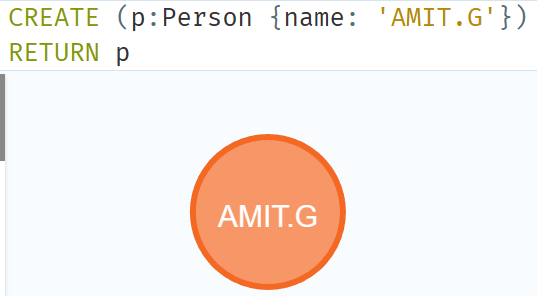 CREATE (p:Person {name: 'AMIT.G'})
RETURN p
AMIT.G